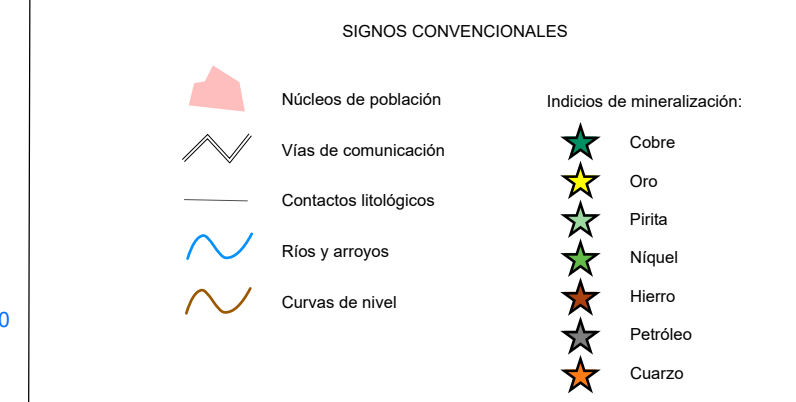 SIGNOS CONVENCIONALES
Núcleos de población
Vías de comunicación
Contactos litológicos
Ríos y arroyos
Curvas de nivel
Indicios de mineralización:
Cobre
Oro
Pirita
Níquel
Hierro
Petróleo
Cuarzo
0